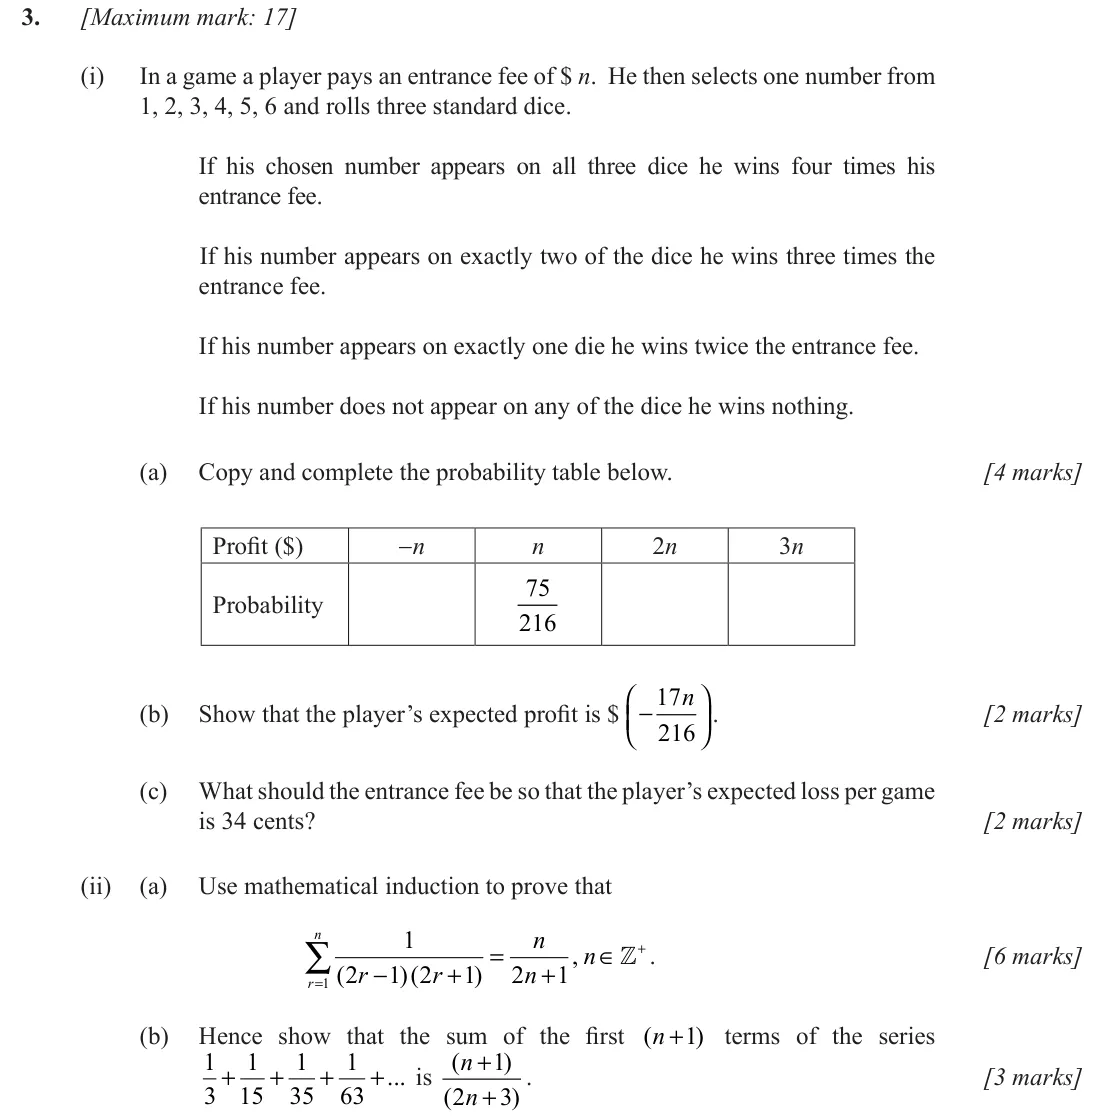 3. [Maximum mark: 17]
(i) In a game a player pays an entrance fee of $ n. He then selects one number from
1, 2, 3, 4, 5, 6 and rolls three standard dice.
If his chosen number appears on all three dice he wins four times his
entrance fee.
If his number appears on exactly two of the dice he wins three times the
entrance fee.
If his number appears on exactly one die he wins twice the entrance fee.
If his number does not appear on any of the dice he wins nothing.
(a) Copy and complete the probability table below. [4 marks]
Profit ($) −n n 2n 3n
Probability 75/216
(b) Show that the player's expected profit is $ (−17n/216). [2 marks]
(c) What should the entrance fee be so that the player's expected loss per game
is 34 cents? [2 marks]
(ii) (a) Use mathematical induction to prove that
∑_{r=1}^{n} 1/((2r−1)(2r+1)) = n/(2n+1), n ∈ ℤ⁺. [6 marks]
(b) Hence show that the sum of the first (n+1) terms of the series
1/3 + 1/15 + 1/35 + 1/63 + ... is (n+1)/(2n+3). [3 marks]